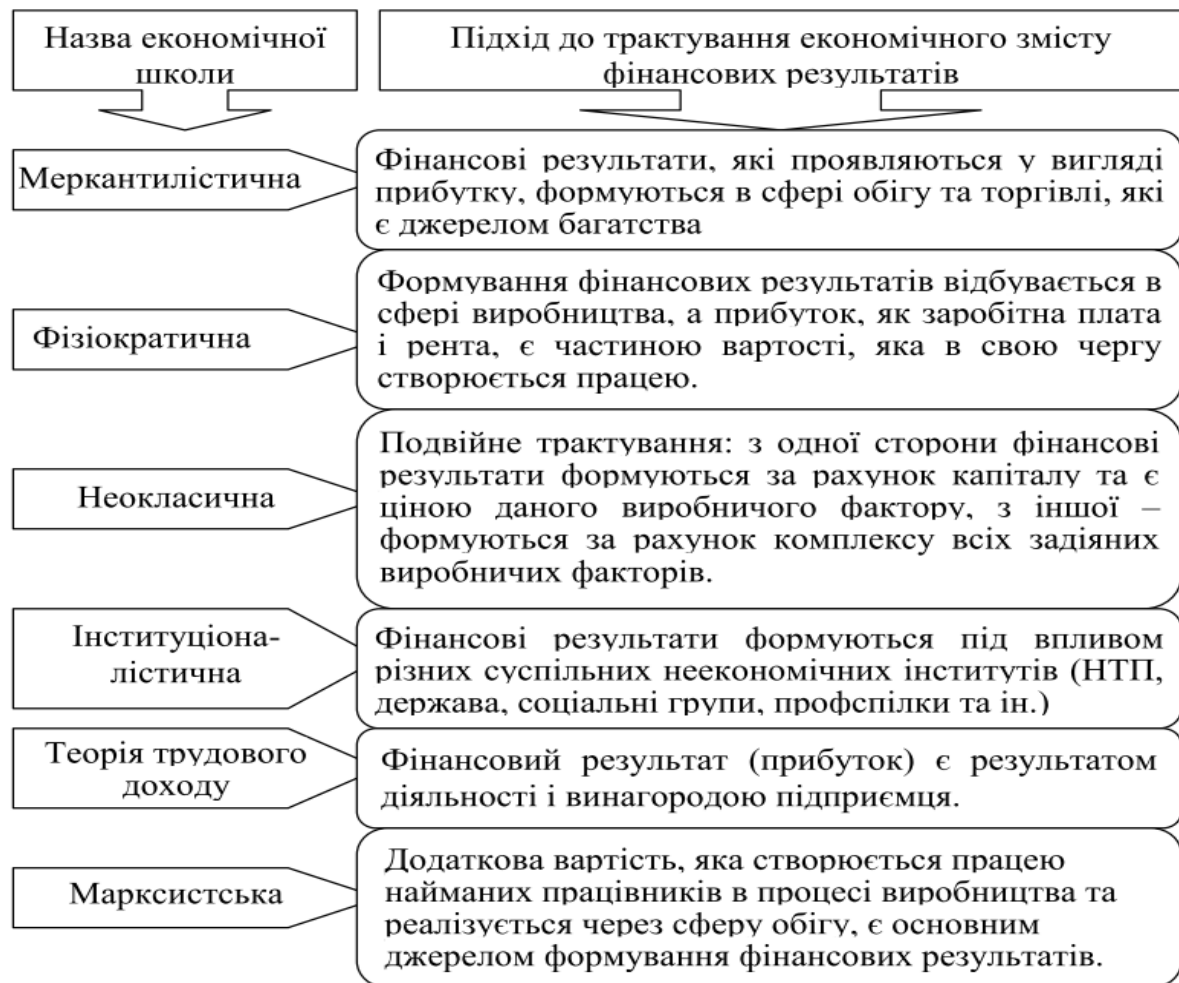 Назва економічної
школи
Підхід до трактування економічного змісту
фінансових результатів
Меркантилістична
Фінансові результати, які проявляються у вигляді
прибутку, формуються в сфері обігу та торгівлі, які
є джерелом багатства
Фізіократична
Формування фінансових результатів відбувається в
сфері виробництва, а прибуток, як заробітна плата
і рента, є частиною вартості, яка в свою чергу
створюється працею.
Неокласична
Подвійне трактування: з одної сторони фінансові
результати формуються за рахунок капіталу та є
ціною даного виробничого фактору, з іншої –
формуються за рахунок комплексу всіх задіяних
виробничих факторів.
Інституціона-
лістична
Фінансові результати формуються під впливом
різних суспільних неекономічних інститутів (НТП,
держава, соціальні групи, профспілки та ін.)
Теорія трудового
доходу
Фінансовий результат (прибуток) є результатом
діяльності і винагородою підприємця.
Марксистська
Додаткова вартість, яка створюється працею
найманих працівників в процесі виробництва та
реалізується через сферу обігу, є основним
джерелом формування фінансових результатів.